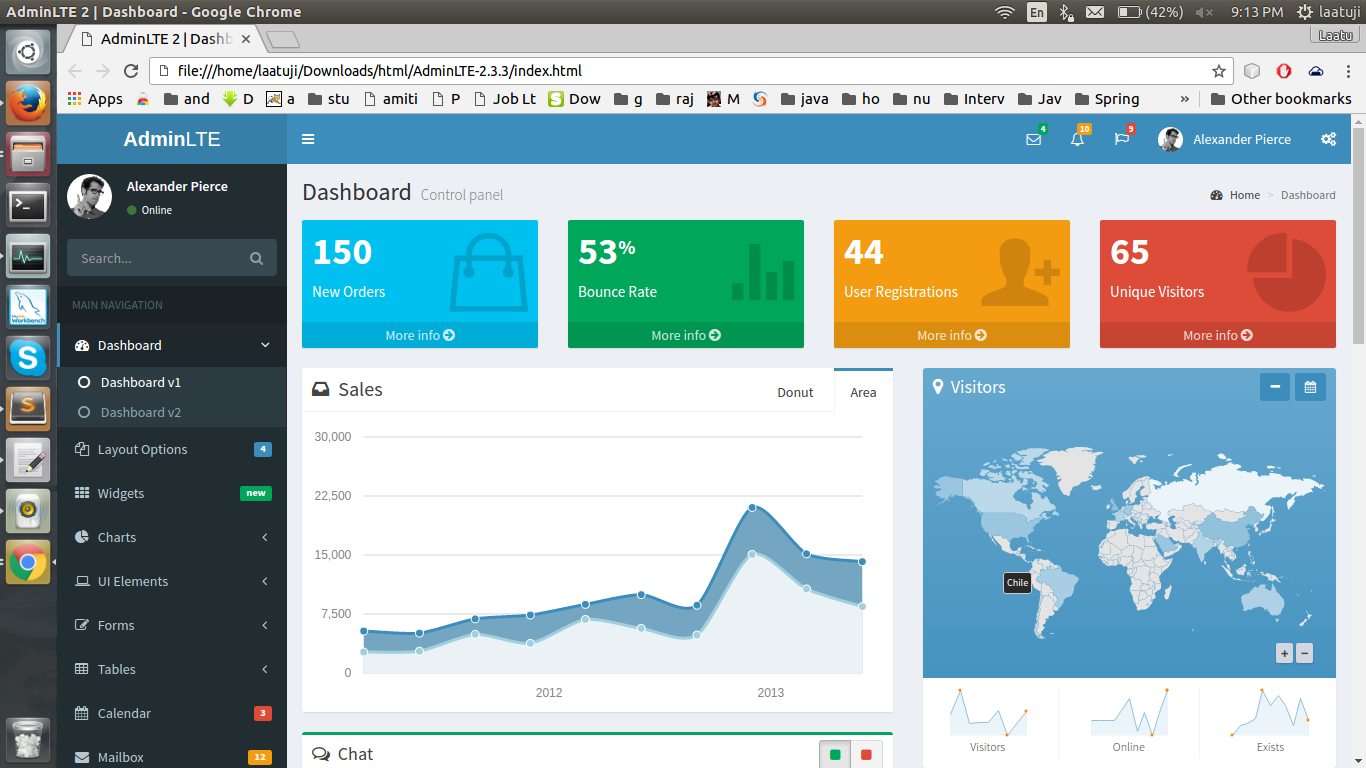 AdminLTE 2 | Dashboard - Google Chrome
En
(42%)
9:13 PM
laatuji
AdminLTE 2 | Dashb
Laatu
file:///home/laatuji/Downloads/html/AdminLTE-2.3.3/index.html
Apps and D a stu amiti P Job Lt Dow g raj M java ho nu Interv Jav Spring » Other bookmarks
AdminLTE
4
10
9
Alexander Pierce
Alexander Pierce
Online
Search...
MAIN NAVIGATION
Dashboard
Dashboard v1
Dashboard v2
Layout Options 4
Widgets new
Charts
UI Elements
Forms
Tables
Calendar 3
Mailbox 12
Dashboard Control panel
Home > Dashboard
150
New Orders
More info
53%
Bounce Rate
More info
44
User Registrations
More info
65
Unique Visitors
More info
Sales
Donut
Area
30,000
22,500
15,000
7,500
0
2012
2013
Visitors
Chile
+
−
Visitors
Online
Exists
Chat